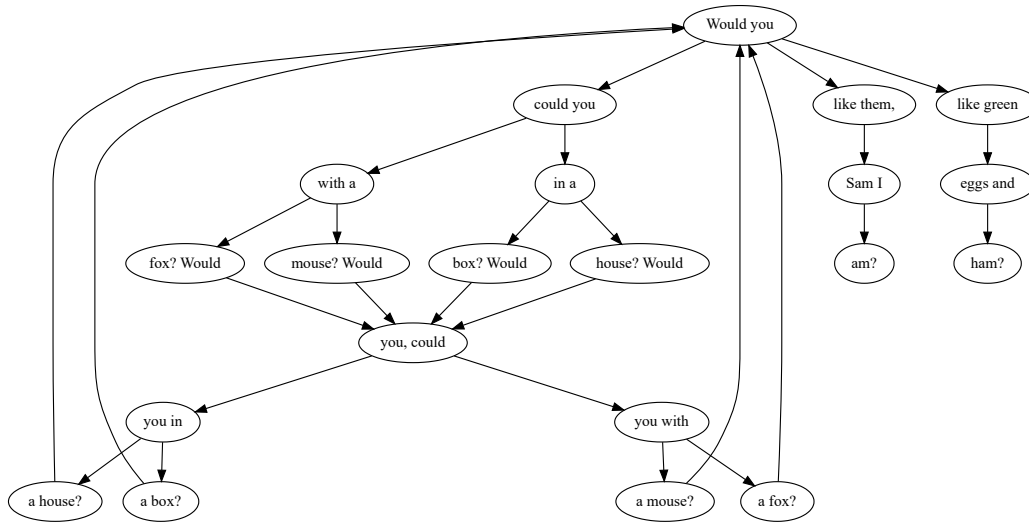 Would you
could you
like them,
like green
with a
in a
Sam I
eggs and
fox? Would
mouse? Would
box? Would
house? Would
am?
ham?
you, could
you in
you with
a house?
a box?
a mouse?
a fox?